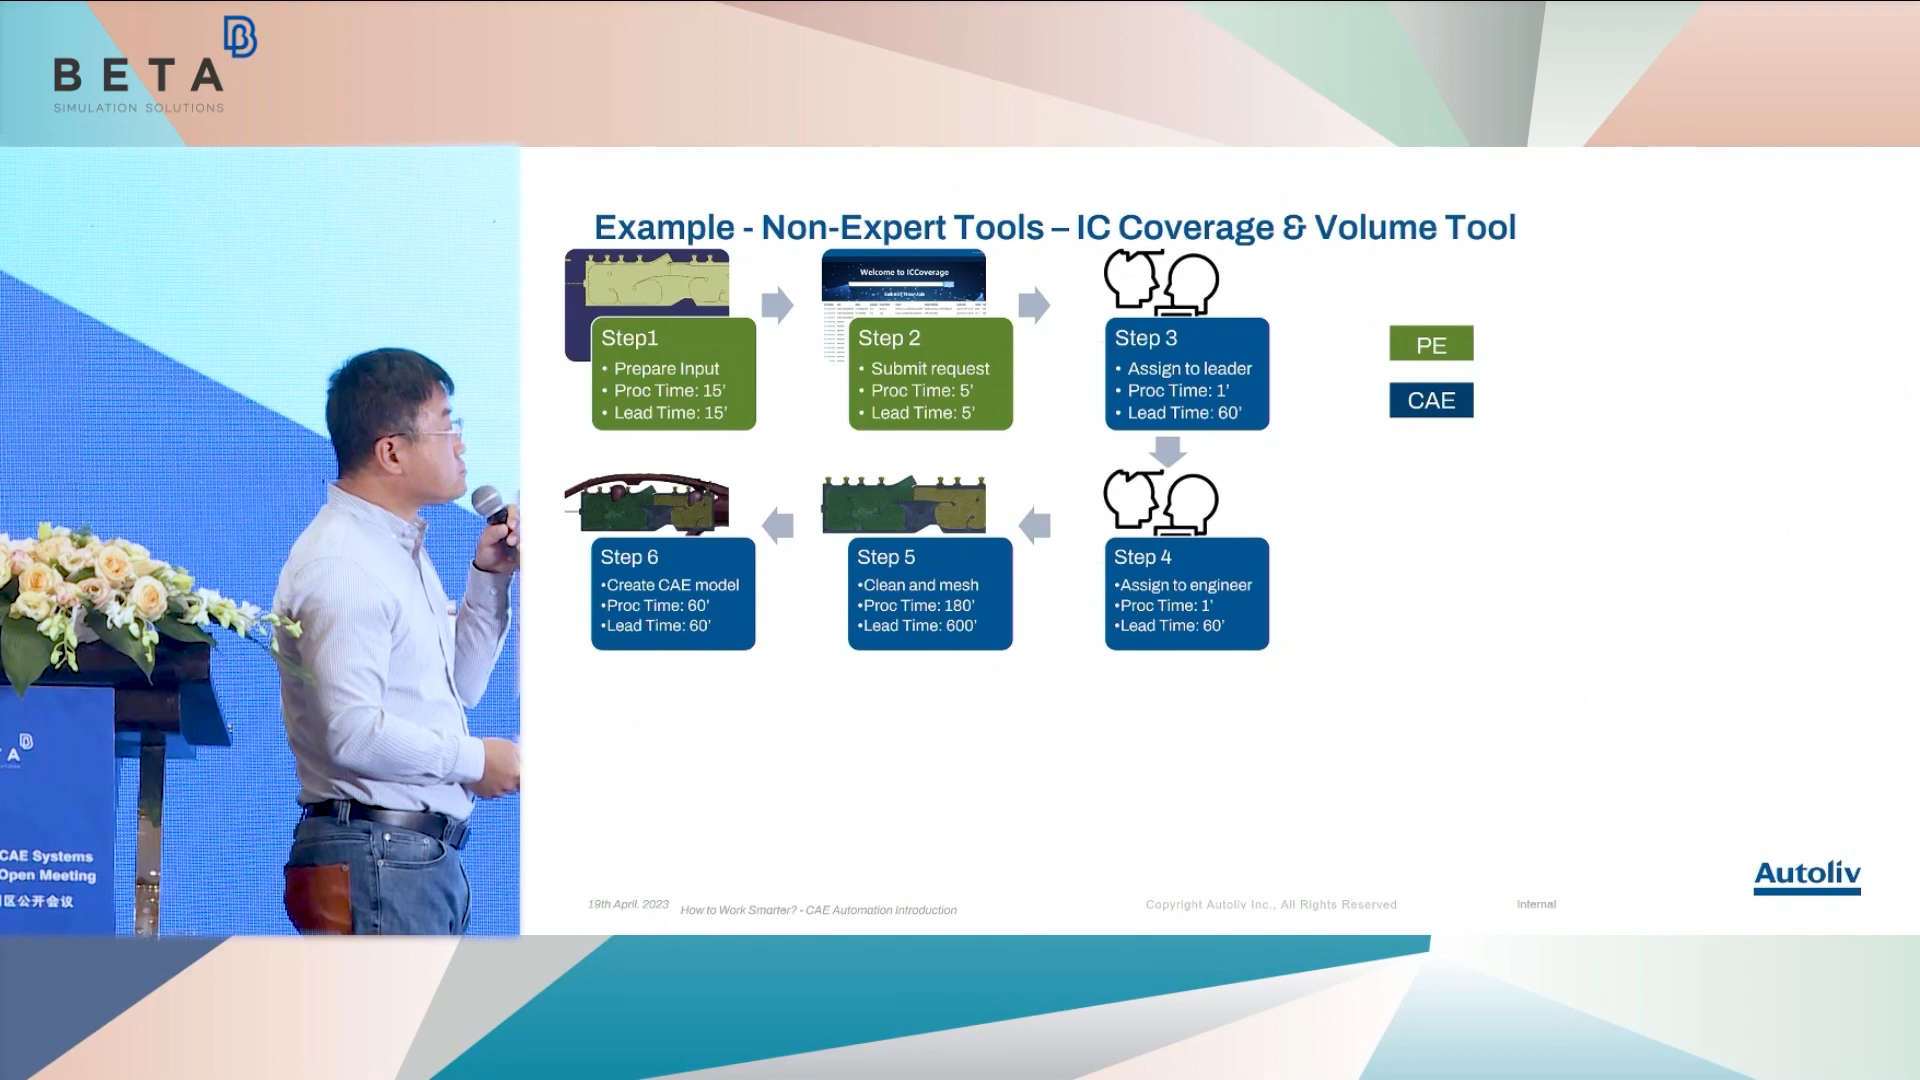 BETA
SIMULATION SOLUTIONS
Example - Non-Expert Tools – IC Coverage & Volume Tool
Welcome to ICCoverage
Submit New Job
Step1
• Prepare Input
• Proc Time: 15’
• Lead Time: 15’
Step 2
• Submit request
• Proc Time: 5’
• Lead Time: 5’
Step 3
• Assign to leader
• Proc Time: 1’
• Lead Time: 60’
PE
CAE
Step 6
•Create CAE model
•Proc Time: 60’
•Lead Time: 60’
Step 5
•Clean and mesh
•Proc Time: 180’
•Lead Time: 600’
Step 4
•Assign to engineer
•Proc Time: 1’
•Lead Time: 60’
TA
CAE Systems
Open Meeting
区公开会议
Autoliv
19th April. 2023
How to Work Smarter? - CAE Automation Introduction
Copyright Autoliv Inc., All Rights Reserved
Internal